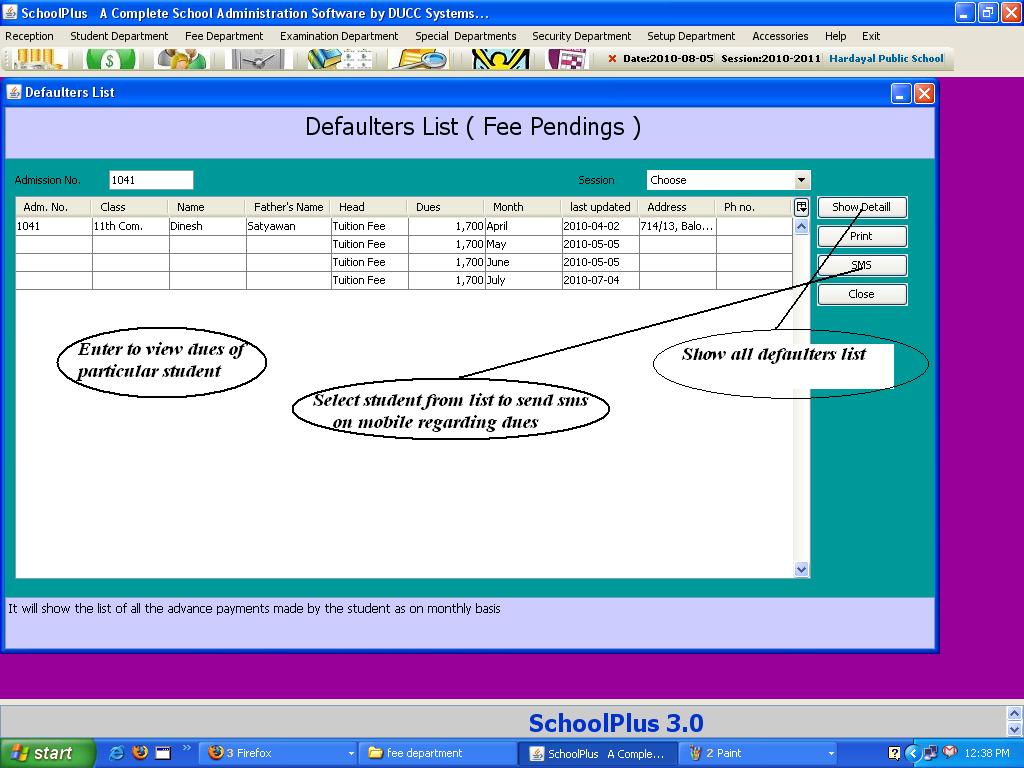 SchoolPlus A Complete School Administration Software by DUCC Systems...
Reception Student Department Fee Department Examination Department Special Departments Security Department Setup Department Accessories Help Exit
Date:2010-08-05 Session:2010-2011 Hardayal Public School
Defaulters List
Defaulters List ( Fee Pendings )
Admission No. 1041 Session Choose
Adm. No. Class Name Father's Name Head Dues Month last updated Address Ph no.
1041 11th Com. Dinesh Satyawan Tuition Fee 1,700 April 2010-04-02 714/13, Balo...
Tuition Fee 1,700 May 2010-05-05
Tuition Fee 1,700 June 2010-05-05
Tuition Fee 1,700 July 2010-07-04
Show Detaill
Print
SMS
Close
Enter to view dues of
particular student
Select student from list to send sms
on mobile regarding dues
Show all defaulters list
It will show the list of all the advance payments made by the student as on monthly basis
SchoolPlus 3.0
start 3 Firefox fee department SchoolPlus A Comple... 2 Paint 12:38 PM